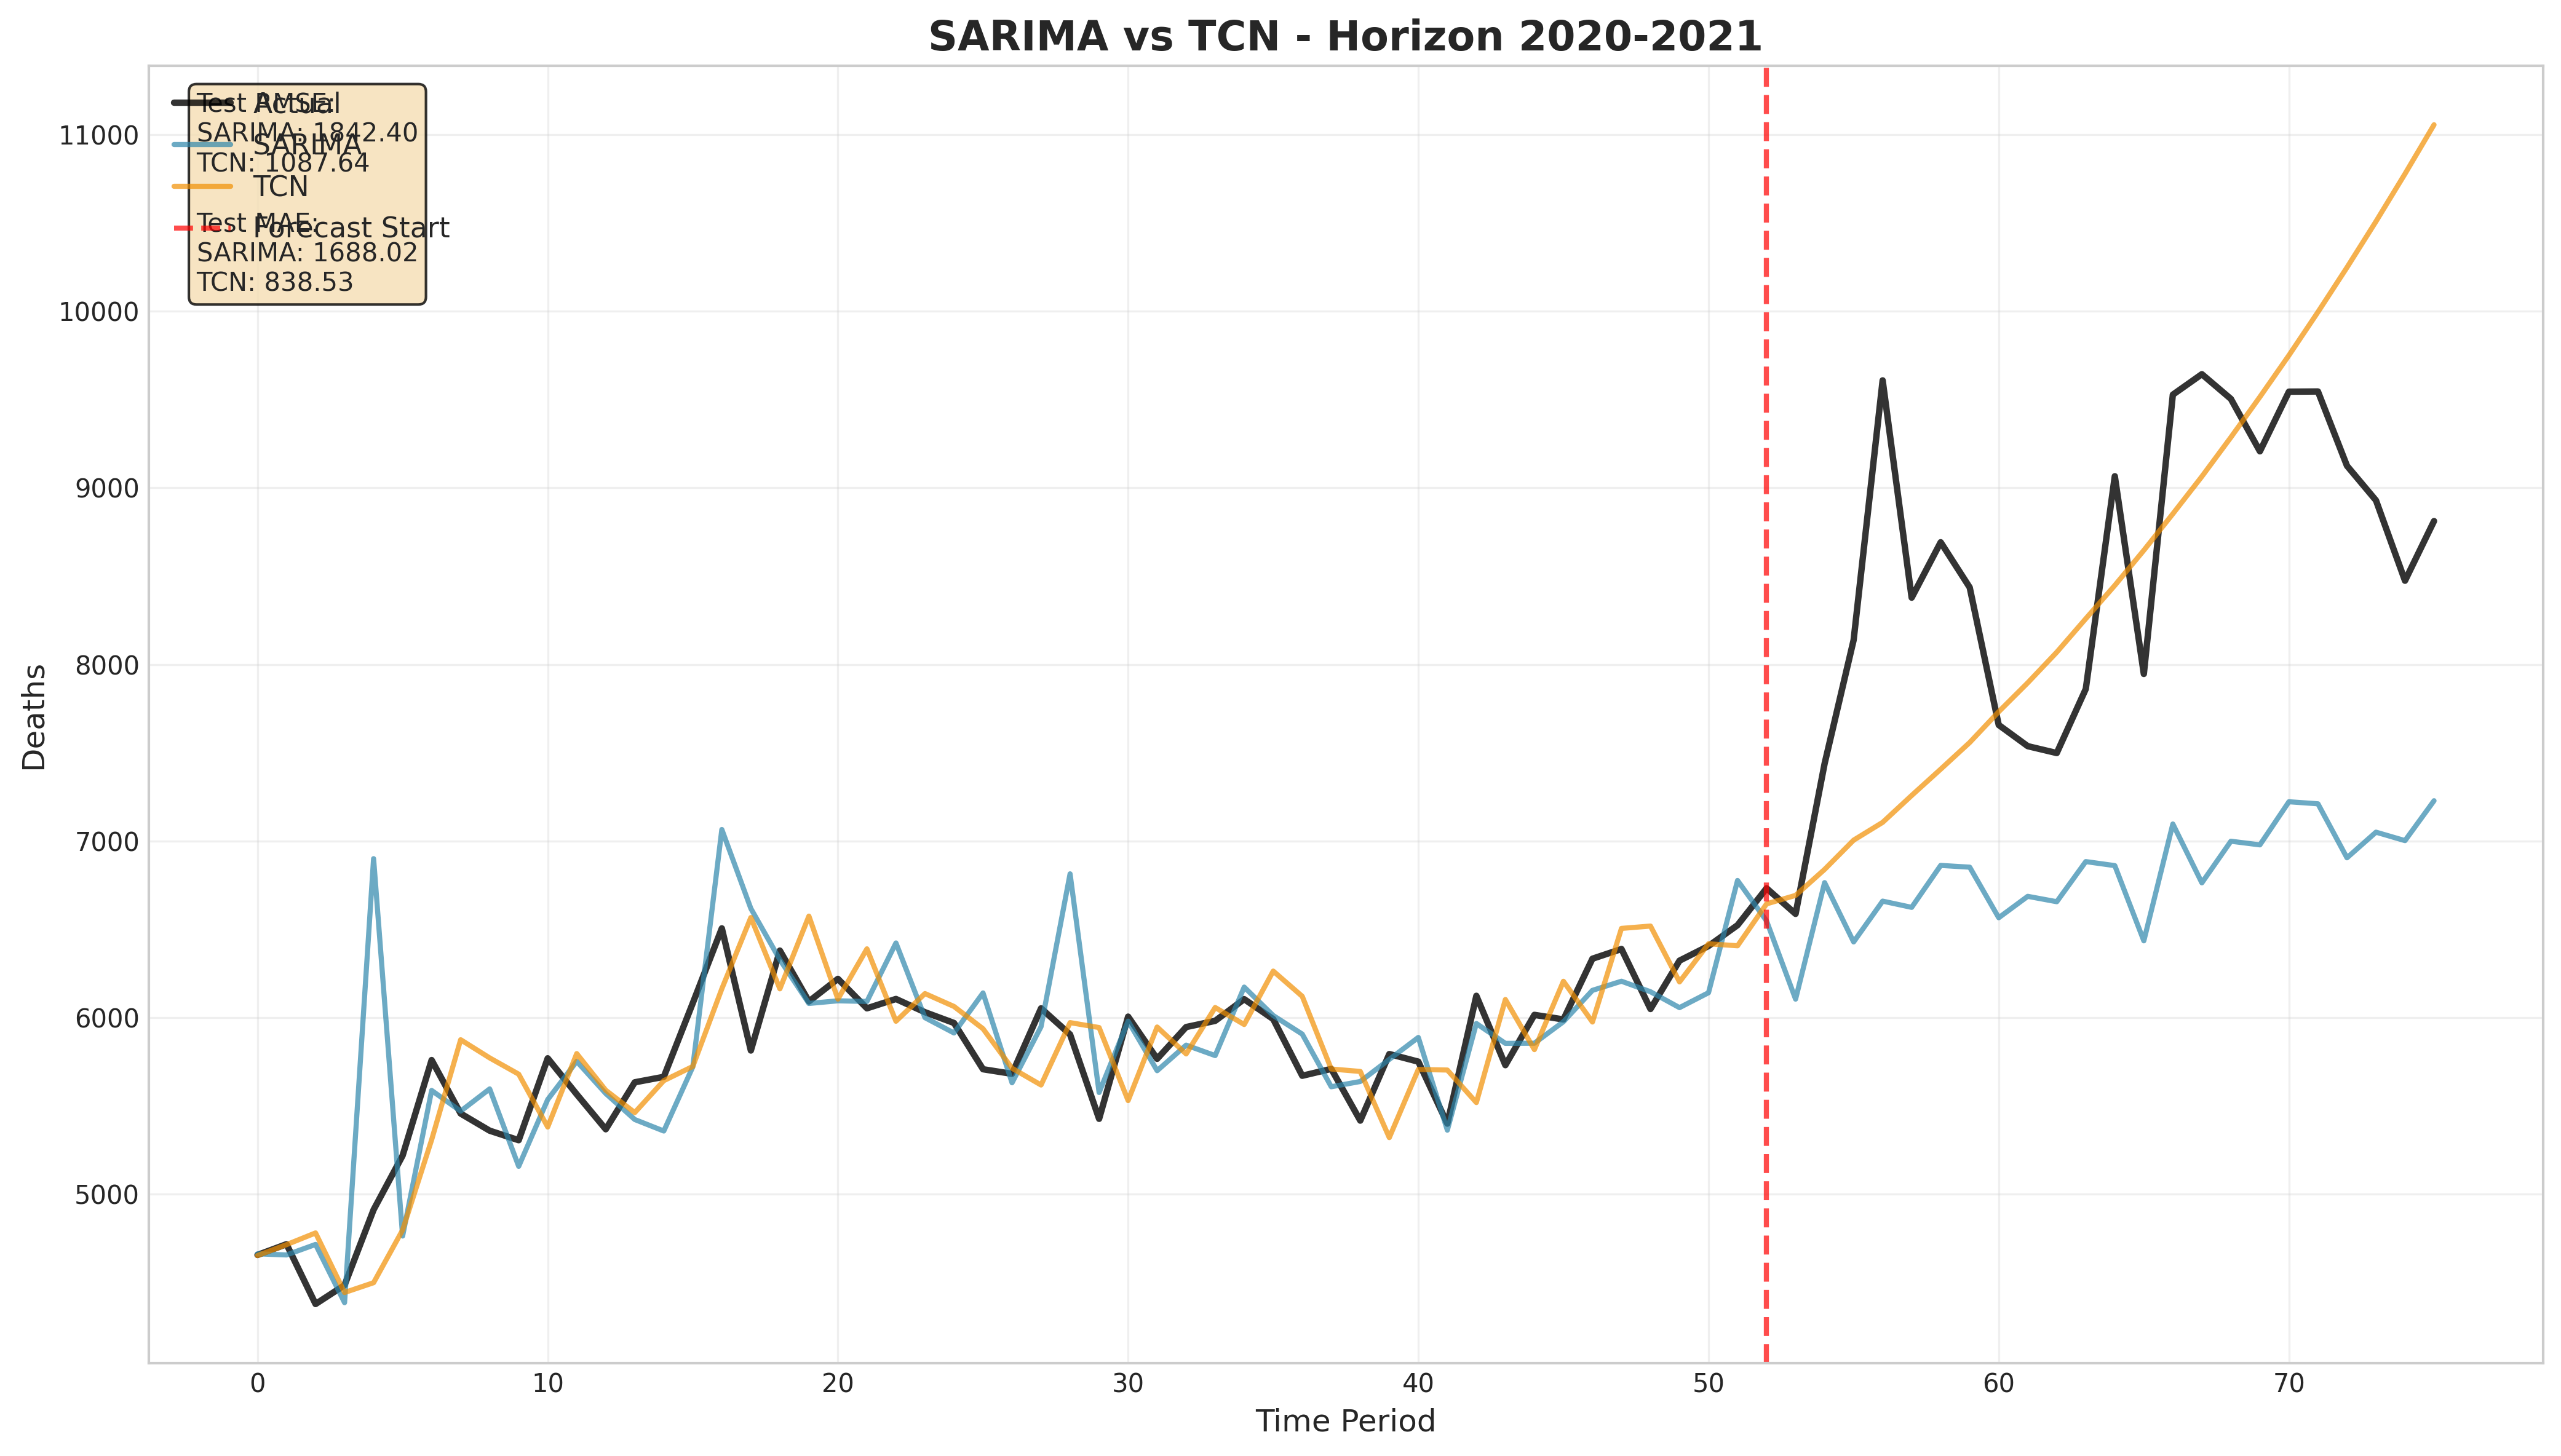 SARIMA vs TCN - Horizon 2020-2021
Actual
SARIMA
TCN
Forecast Start
Test RMSE:
SARIMA: 1842.40
TCN: 1087.64
Test MAE:
SARIMA: 1688.02
TCN: 838.53
11000
10000
9000
8000
7000
6000
5000
Deaths
0 10 20 30 40 50 60 70
Time Period